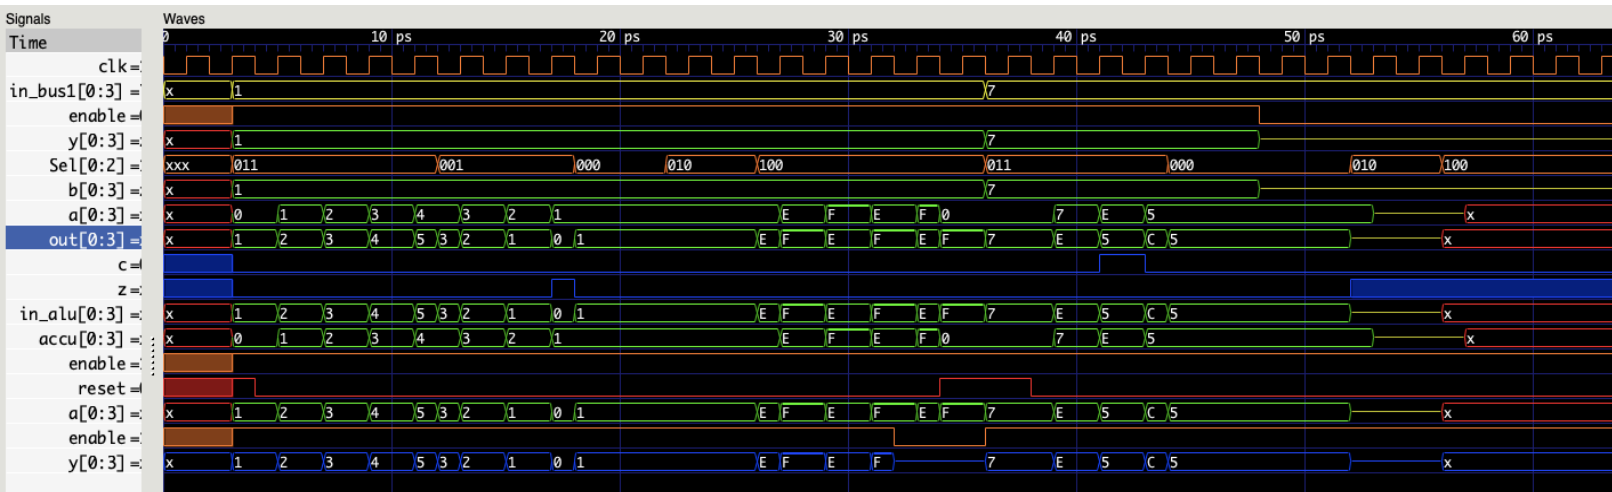 Signals Waves
Time 0 10 ps 20 ps 30 ps 40 ps 50 ps 60 ps
clk=
in_bus1[0:3] = x 1 7
enable =
y[0:3] = x 1 7
Sel[0:2] = xxx 011 001 000 010 100 011 000 010 100
b[0:3] = x 1 7
a[0:3] = x 0 1 2 3 4 3 2 1 E F E F 0 7 E 5 x
out[0:3] = x 1 2 3 4 5 3 2 1 0 1 E F E F E F 7 E 5 C 5 x
c=
z=
in_alu[0:3] = x 1 2 3 4 5 3 2 1 0 1 E F E F E F 7 E 5 C 5 x
accu[0:3] = x 0 1 2 3 4 3 2 1 E F E F 0 7 E 5 x
enable =
reset =
a[0:3] = x 1 2 3 4 5 3 2 1 0 1 E F E F E F 7 E 5 C 5 x
enable =
y[0:3] = x 1 2 3 4 5 3 2 1 0 1 E F E F 7 E 5 C 5 x